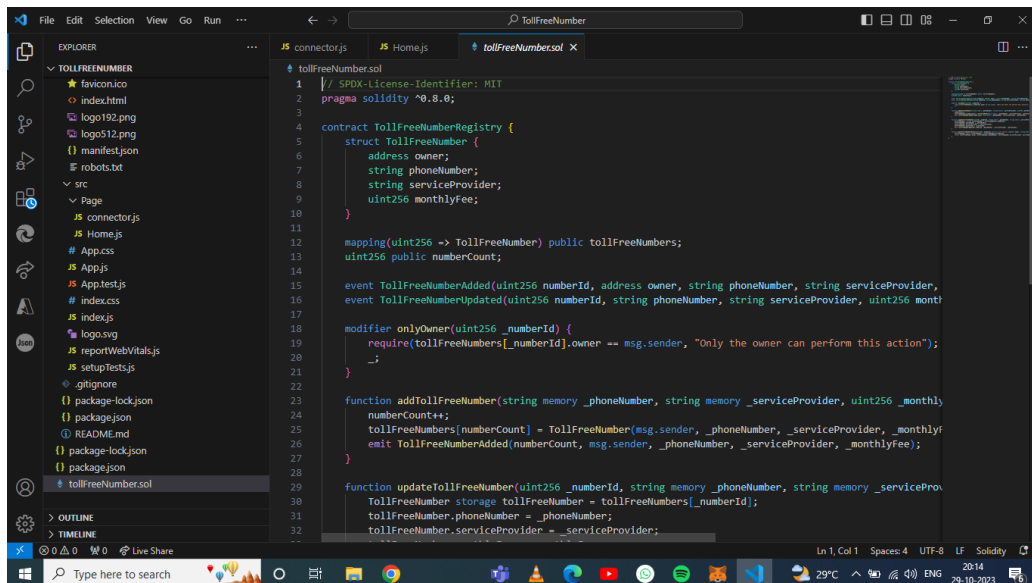 File Edit Selection View Go Run ··· TollFreeNumber
EXPLORER ···
TOLLFREENUMBER
favicon.ico
index.html
logo192.png
logo512.png
manifest.json
robots.txt
src
Page
connector.js
Home.js
App.css
App.js
App.test.js
index.css
index.js
logo.svg
reportWebVitals.js
setupTests.js
.gitignore
package-lock.json
package.json
README.md
package-lock.json
package.json
tollFreeNumber.sol
OUTLINE
TIMELINE
JS connector.js JS Home.js tollFreeNumber.sol
tollFreeNumber.sol
1 // SPDX-License-Identifier: MIT
2 pragma solidity ^0.8.0;
3
4 contract TollFreeNumberRegistry {
5 struct TollFreeNumber {
6 address owner;
7 string phoneNumber;
8 string serviceProvider;
9 uint256 monthlyFee;
10 }
11
12 mapping(uint256 => TollFreeNumber) public tollFreeNumbers;
13 uint256 public numberCount;
14
15 event TollFreeNumberAdded(uint256 numberId, address owner, string phoneNumber, string serviceProvider,
16 event TollFreeNumberUpdated(uint256 numberId, string phoneNumber, string serviceProvider, uint256 month
17
18 modifier onlyOwner(uint256 _numberId) {
19 require(tollFreeNumbers[_numberId].owner == msg.sender, "Only the owner can perform this action");
20 _;
21 }
22
23 function addTollFreeNumber(string memory _phoneNumber, string memory _serviceProvider, uint256 _monthly
24 numberCount++;
25 tollFreeNumbers[numberCount] = TollFreeNumber(msg.sender, _phoneNumber, _serviceProvider, _monthlyF
26 emit TollFreeNumberAdded(numberCount, msg.sender, _phoneNumber, _serviceProvider, _monthlyFee);
27 }
28
29 function updateTollFreeNumber(uint256 _numberId, string memory _phoneNumber, string memory _serviceProv
30 TollFreeNumber storage tollFreeNumber = tollFreeNumbers[_numberId];
31 tollFreeNumber.phoneNumber = _phoneNumber;
32 tollFreeNumber.serviceProvider = _serviceProvider;
0 0 0 Live Share Ln 1, Col 1 Spaces: 4 UTF-8 LF Solidity
Type here to search 29°C ENG 20:14
29-10-2023